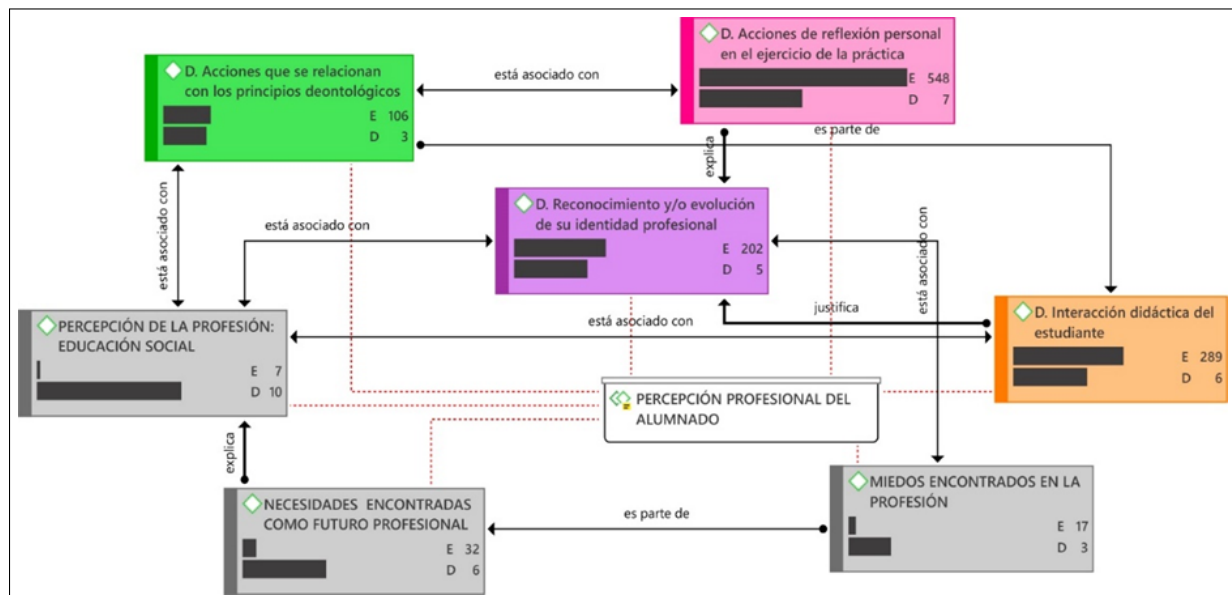 D. Acciones de reflexión personal
en el ejercicio de la práctica
E 548
D 7
D. Acciones que se relacionan
con los principios deontológicos
E 106
D 3
está asociado con
es parte de
explica
está asociado con
D. Reconocimiento y/o evolución
de su identidad profesional
E 202
D 5
está asociado con
está asociado con
justifica
está asociado con
PERCEPCIÓN DE LA PROFESIÓN:
EDUCACIÓN SOCIAL
E 7
D 10
D. Interacción didáctica del
estudiante
E 289
D 6
PERCEPCIÓN PROFESIONAL DEL
ALUMNADO
explica
NECESIDADES ENCONTRADAS
COMO FUTURO PROFESIONAL
E 32
D 6
es parte de
MIEDOS ENCONTRADOS EN LA
PROFESIÓN
E 17
D 3